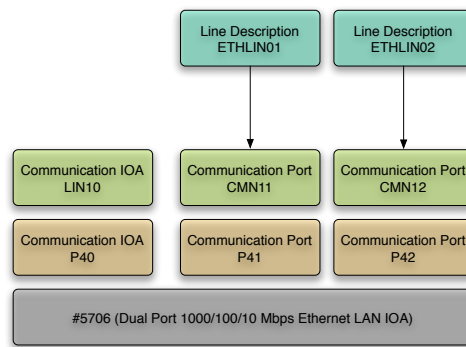 Line Description
ETHLIN01
Line Description
ETHLIN02
Communication IOA
LIN10
Communication Port
CMN11
Communication Port
CMN12
Communication IOA
P40
Communication Port
P41
Communication Port
P42
#5706 (Dual Port 1000/100/10 Mbps Ethernet LAN IOA)